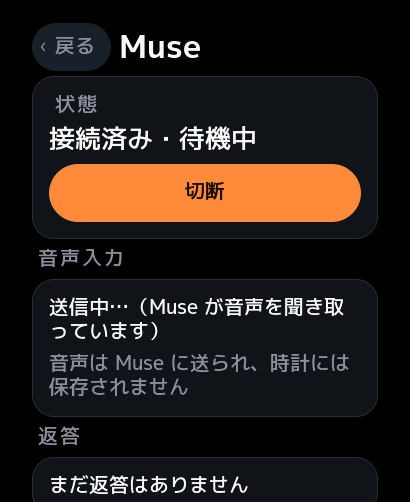 ‹ 戻る Muse
状態
接続済み・待機中
切断
音声入力
送信中…（Muse が音声を聞き取
っています）
音声は Muse に送られ、時計には
保存されません
返答
まだ返答はありません